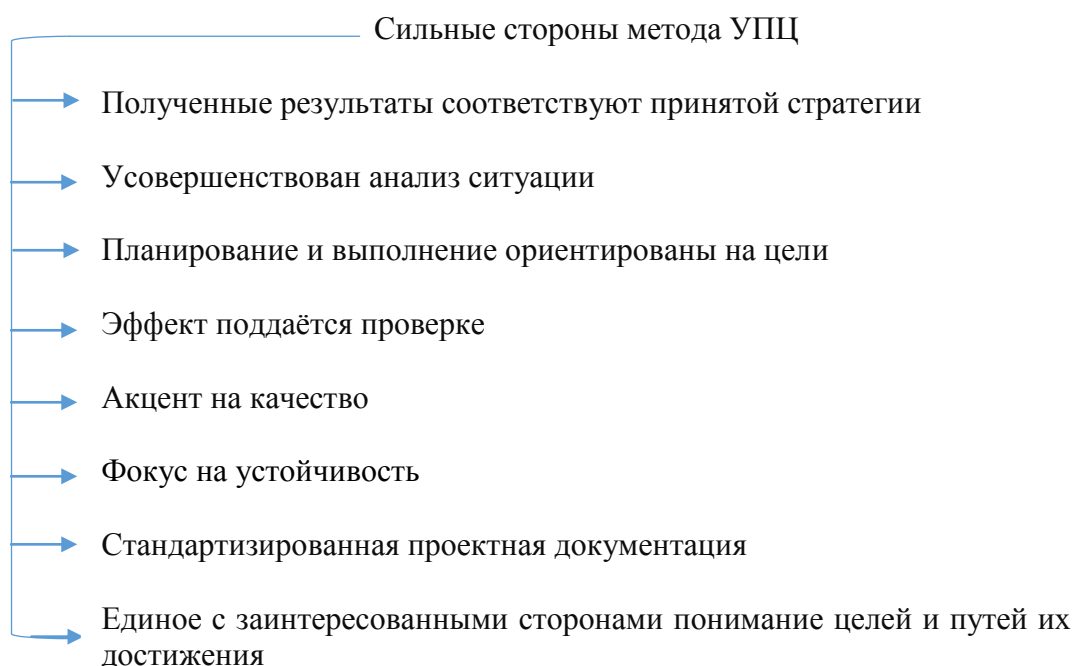 Сильные стороны метода УПЦ
Полученные результаты соответствуют принятой стратегии
Усовершенствован анализ ситуации
Планирование и выполнение ориентированы на цели
Эффект поддаётся проверке
Акцент на качество
Фокус на устойчивость
Стандартизированная проектная документация
Единое с заинтересованными сторонами понимание целей и путей их
достижения